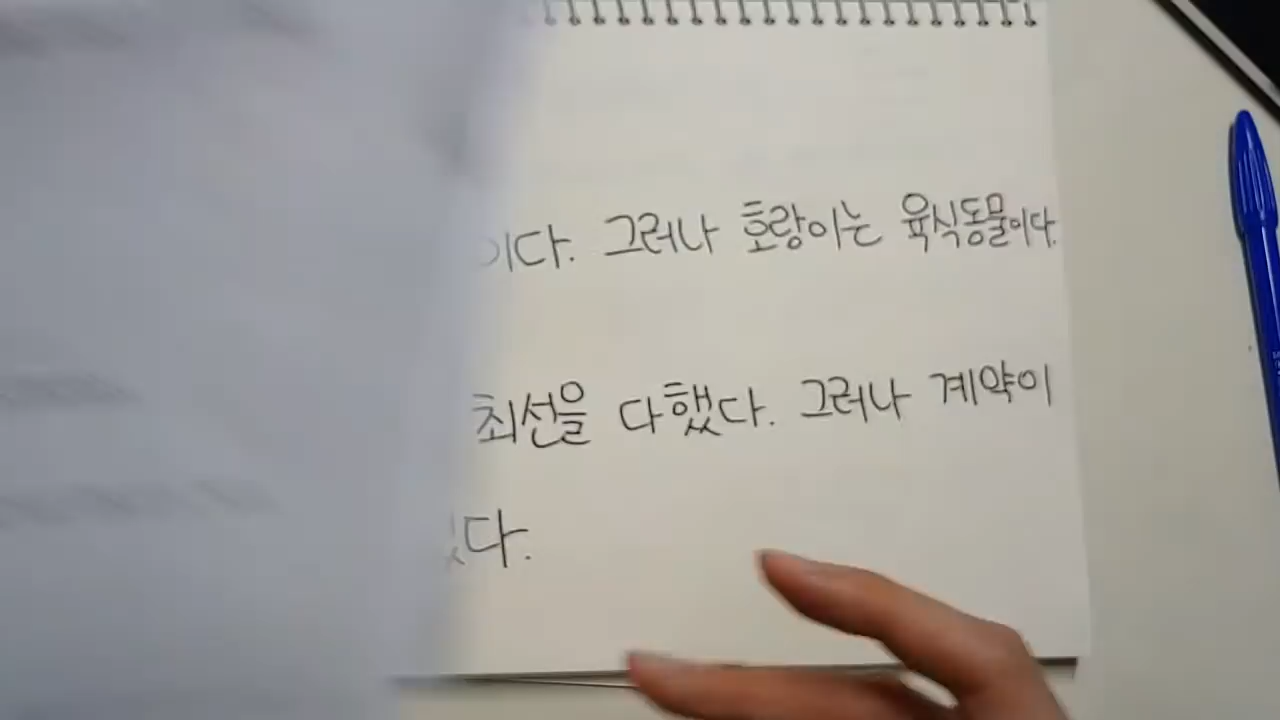 이다. 그러나 호랑이는 육식동물이다.
최선을 다했다. 그러나 계약이
다.